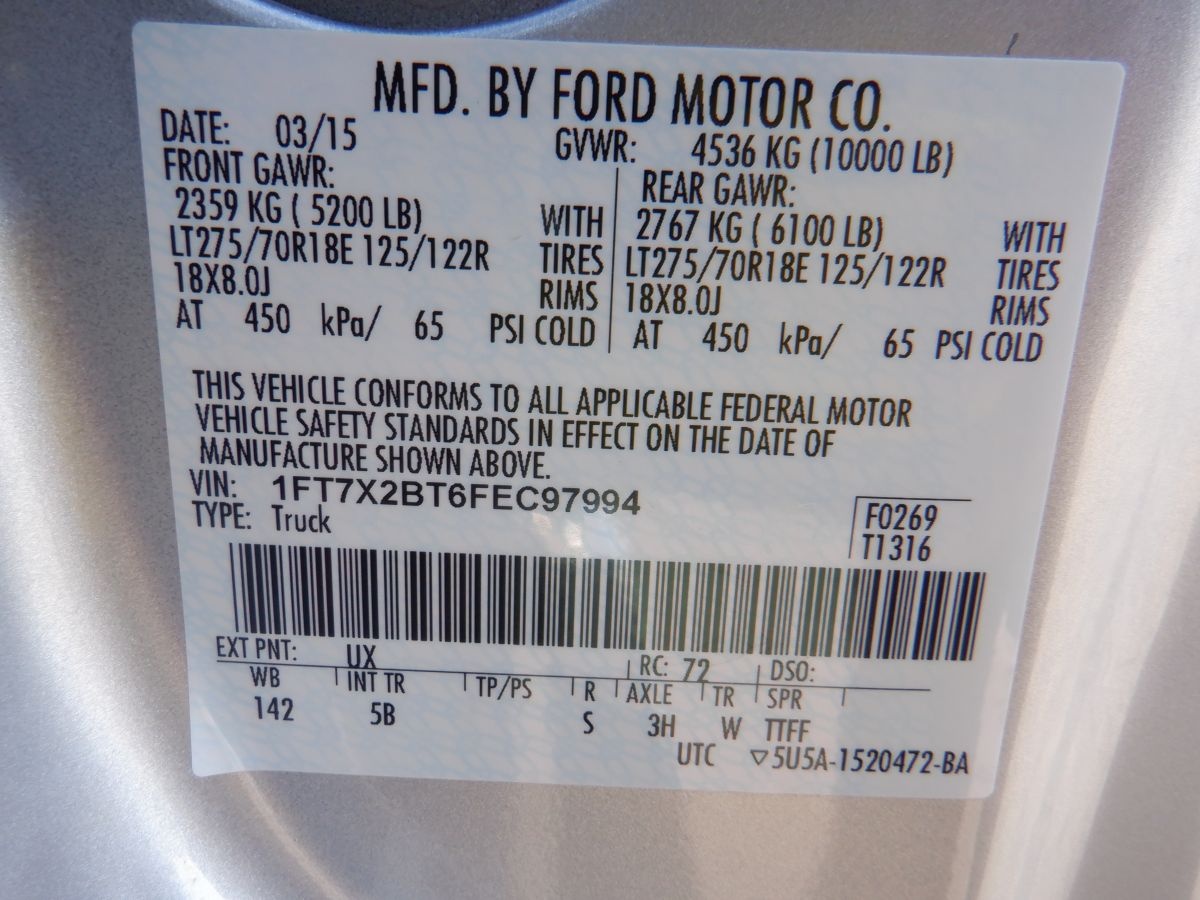 MFD. BY FORD MOTOR CO.
DATE: 03/15 GVWR: 4536 KG (10000 LB)
FRONT GAWR: REAR GAWR:
2359 KG ( 5200 LB) WITH 2767 KG ( 6100 LB) WITH
LT275/70R18E 125/122R TIRES LT275/70R18E 125/122R TIRES
18X8.0J RIMS 18X8.0J RIMS
AT 450 kPa/ 65 PSI COLD AT 450 kPa/ 65 PSI COLD
THIS VEHICLE CONFORMS TO ALL APPLICABLE FEDERAL MOTOR
VEHICLE SAFETY STANDARDS IN EFFECT ON THE DATE OF
MANUFACTURE SHOWN ABOVE.
VIN: 1FT7X2BT6FEC97994
TYPE: Truck
F0269
T1316
EXT PNT: UX RC: 72 DSO:
WB INT TR TP/PS R AXLE TR SPR
142 5B S 3H W TTFF
UTC ▽5U5A-1520472-BA